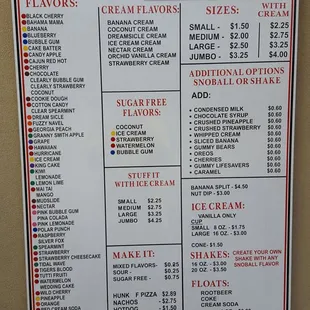 FLAVORS:
BLACK CHERRY
BAHAMA MAMA
BANANA
BLUEBERRY
BUBBLE GUM
CAKE BATTER
CANDY APPLE
CAJUN RED HOT
CHERRY
CHOCOLATE
CLEARLY BUBBLE GUM
CLEARLY STRAWBERRY
COCONUT
COOKIE DOUGH
COTTON CANDY
CLEAR SPEARMINT
DREAM SICLE
FUZZY NAVEL
GEORGIA PEACH
GRANNY SMITH APPLE
GRAPE
HAWAIIAN
HURRICANE
ICE CREAM
KING CAKE
KIWI
LEMONADE
LEMON LIME
MAI TAI
MANGO
MUDSLIDE
NECTAR
PINK BUBBLE GUM
PINA COLADA
PINK LEMONADE
POLAR PUNCH
RASPBERRY
SILVER FOX
SPEARMINT
STRAWBERRY
STRAWBERRY CHEESECAKE
TIDAL WAVE
TIGERS BLOOD
TUTTI FRUTTI
WATERMELON
WEDDING CAKE
WILD CHERRY
PINEAPPLE
ORANGE
RED CREAM SODA
CREAM FLAVORS:
BANANA CREAM
COCONUT CREAM
DREAMSICLE CREAM
ICE CREAM CREAM
NECTAR CREAM
ORCHID VANILLA CREAM
STRAWBERRY CREAM
SUGAR FREE
FLAVORS:
COCONUT
ICE CREAM
STRAWBERRY
WATERMELON
BUBBLE GUM
STUFF IT
WITH ICE CREAM
SMALL $2.25
MEDIUM $2.75
LARGE $3.25
JUMBO $4.25
MAKE IT:
MIXED FLAVORS- $0.25
SOUR - $0.25
SUGAR FREE -
HUNK PIZZA $2.89
NACHOS - $2.75
HOTDOG - $1.50
SIZES:
WITH
CREAM
SMALL - $1.50 $2.25
MEDIUM - $2.00 $2.75
LARGE - $2.50 $3.25
JUMBO - $3.25 $4.00
ADDITIONAL OPTIONS
SNOBALL OR SHAKE
ADD:
- CONDENSED MILK $0.60
- CHOCOLATE SYRUP $0.60
- CRUSHED PINEAPPLE $0.60
- CRUSHED STRAWBERRY $0.60
- WHIPPED CREAM $0.60
- SLICED BANANA $0.60
- GUMMY BEARS $0.60
- OREOS $0.60
- CHERRIES $0.60
- GUMMY LIFESAVERS $0.60
- CARAMEL $0.60
BANANA SPLIT - $4.50
NUT DIP - $3.00
ICE CREAM:
VANILLA ONLY
CUP
SMALL 8 OZ - $1.75
LARGE 16 OZ - $3.00
CONE- $1.50
SHAKES:
CREATE YOUR OWN
SHAKE WITH ANY
SNOBALL FLAVOR
16 OZ - $3.00
20 OZ - $3.50
FLOATS:
ROOTBEER
COKE
CREAM SODA